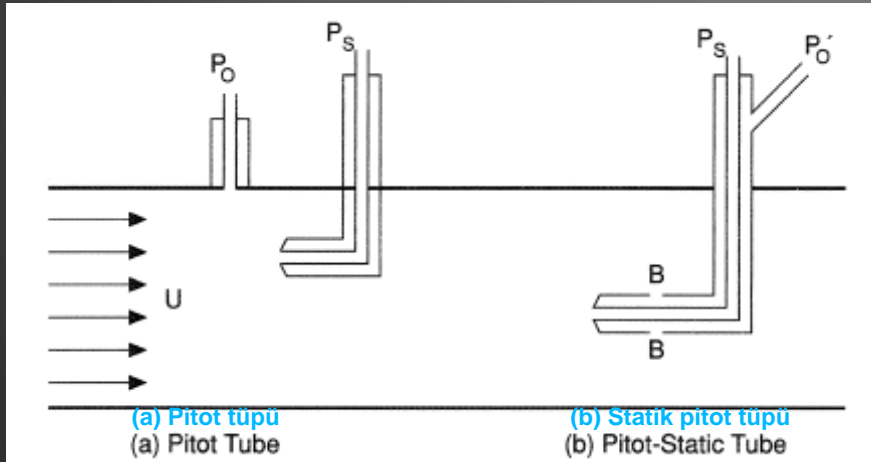 P_O
P_S
P_S
P_O´
U
B
B
(a) Pitot tüpü
(b) Statik pitot tüpü
(a) Pitot Tube
(b) Pitot-Static Tube